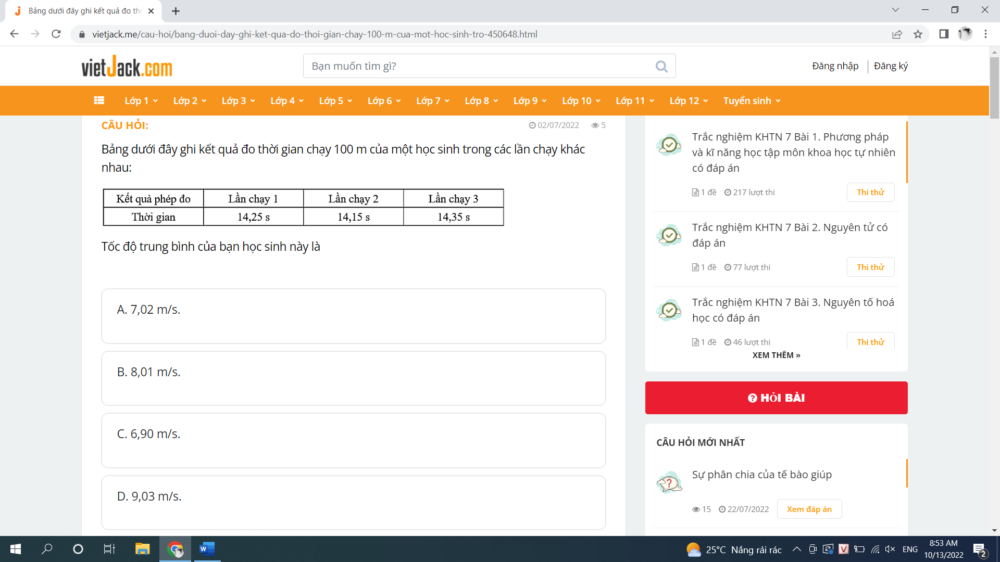 Bảng dưới đây ghi kết quả đo thờ
vietjack.me/cau-hoi/bang-duoi-day-ghi-ket-qua-do-thoi-gian-chay-100-m-cua-mot-hoc-sinh-tro-450648.html
vietJack.com
Bạn muốn tìm gì?
Đăng nhập
Đăng ký
Lớp 1 Lớp 2 Lớp 3 Lớp 4 Lớp 5 Lớp 6 Lớp 7 Lớp 8 Lớp 9 Lớp 10 Lớp 11 Lớp 12 Tuyển sinh
CÂU HỎI:
02/07/2022 5
Bảng dưới đây ghi kết quả đo thời gian chạy 100 m của một học sinh trong các lần chạy khác
nhau:
Kết quả phép đo Lần chạy 1 Lần chạy 2 Lần chạy 3
Thời gian 14,25 s 14,15 s 14,35 s
Tốc độ trung bình của bạn học sinh này là
A. 7,02 m/s.
B. 8,01 m/s.
C. 6,90 m/s.
D. 9,03 m/s.
Trắc nghiệm KHTN 7 Bài 1. Phương pháp
và kĩ năng học tập môn khoa học tự nhiên
có đáp án
1 đề 217 lượt thi Thi thử
Trắc nghiệm KHTN 7 Bài 2. Nguyên tử có
đáp án
1 đề 77 lượt thi Thi thử
Trắc nghiệm KHTN 7 Bài 3. Nguyên tố hoá
học có đáp án
1 đề 46 lượt thi Thi thử
XEM THÊM »
HỎI BÀI
CÂU HỎI MỚI NHẤT
Sự phân chia của tế bào giúp
15 22/07/2022 Xem đáp án
25°C Nắng rải rác
ENG
8:53 AM
10/13/2022
2